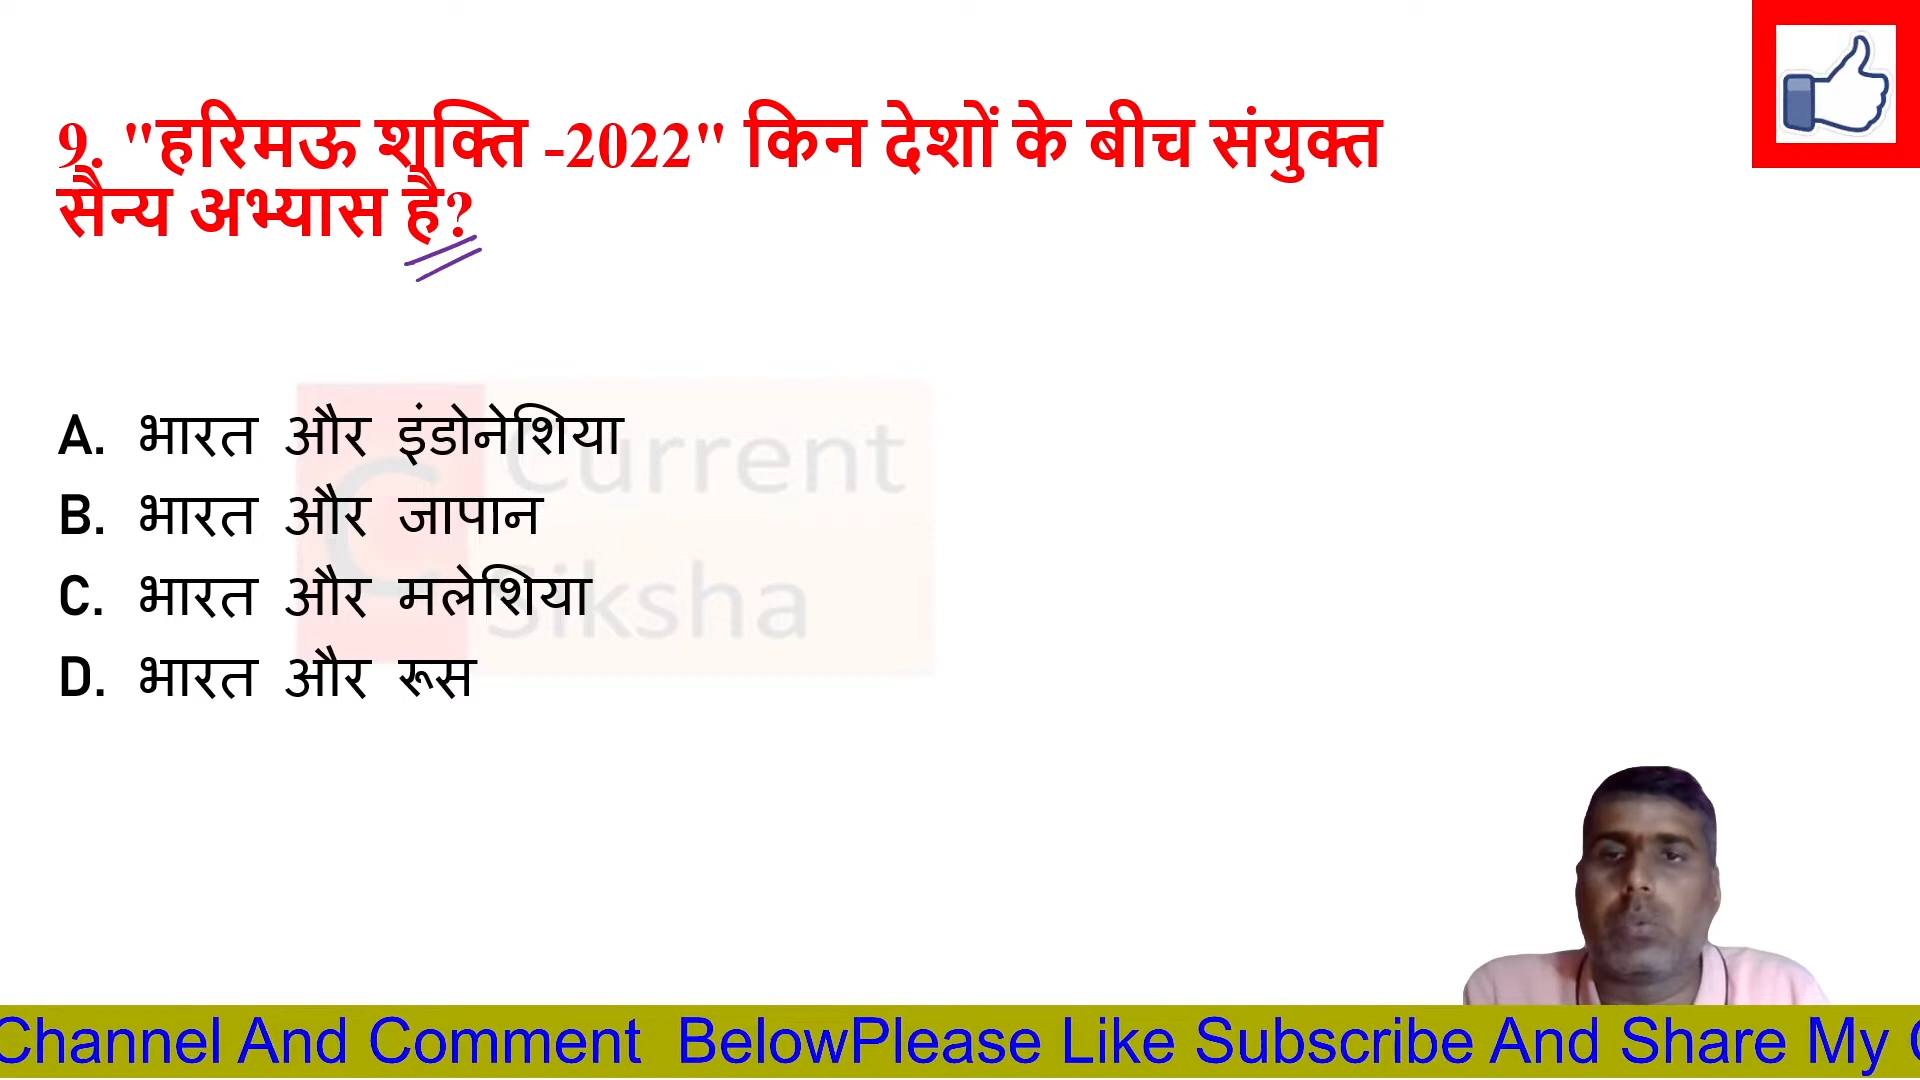 9. "हरिमऊ शक्ति -2022" किन देशों के बीच संयुक्त
सैन्य अभ्यास है?
A. भारत और इंडोनेशिया
B. भारत और जापान
C. भारत और मलेशिया
D. भारत और रूस
Current
Siksha
Channel And Comment BelowPlease Like Subscribe And Share My